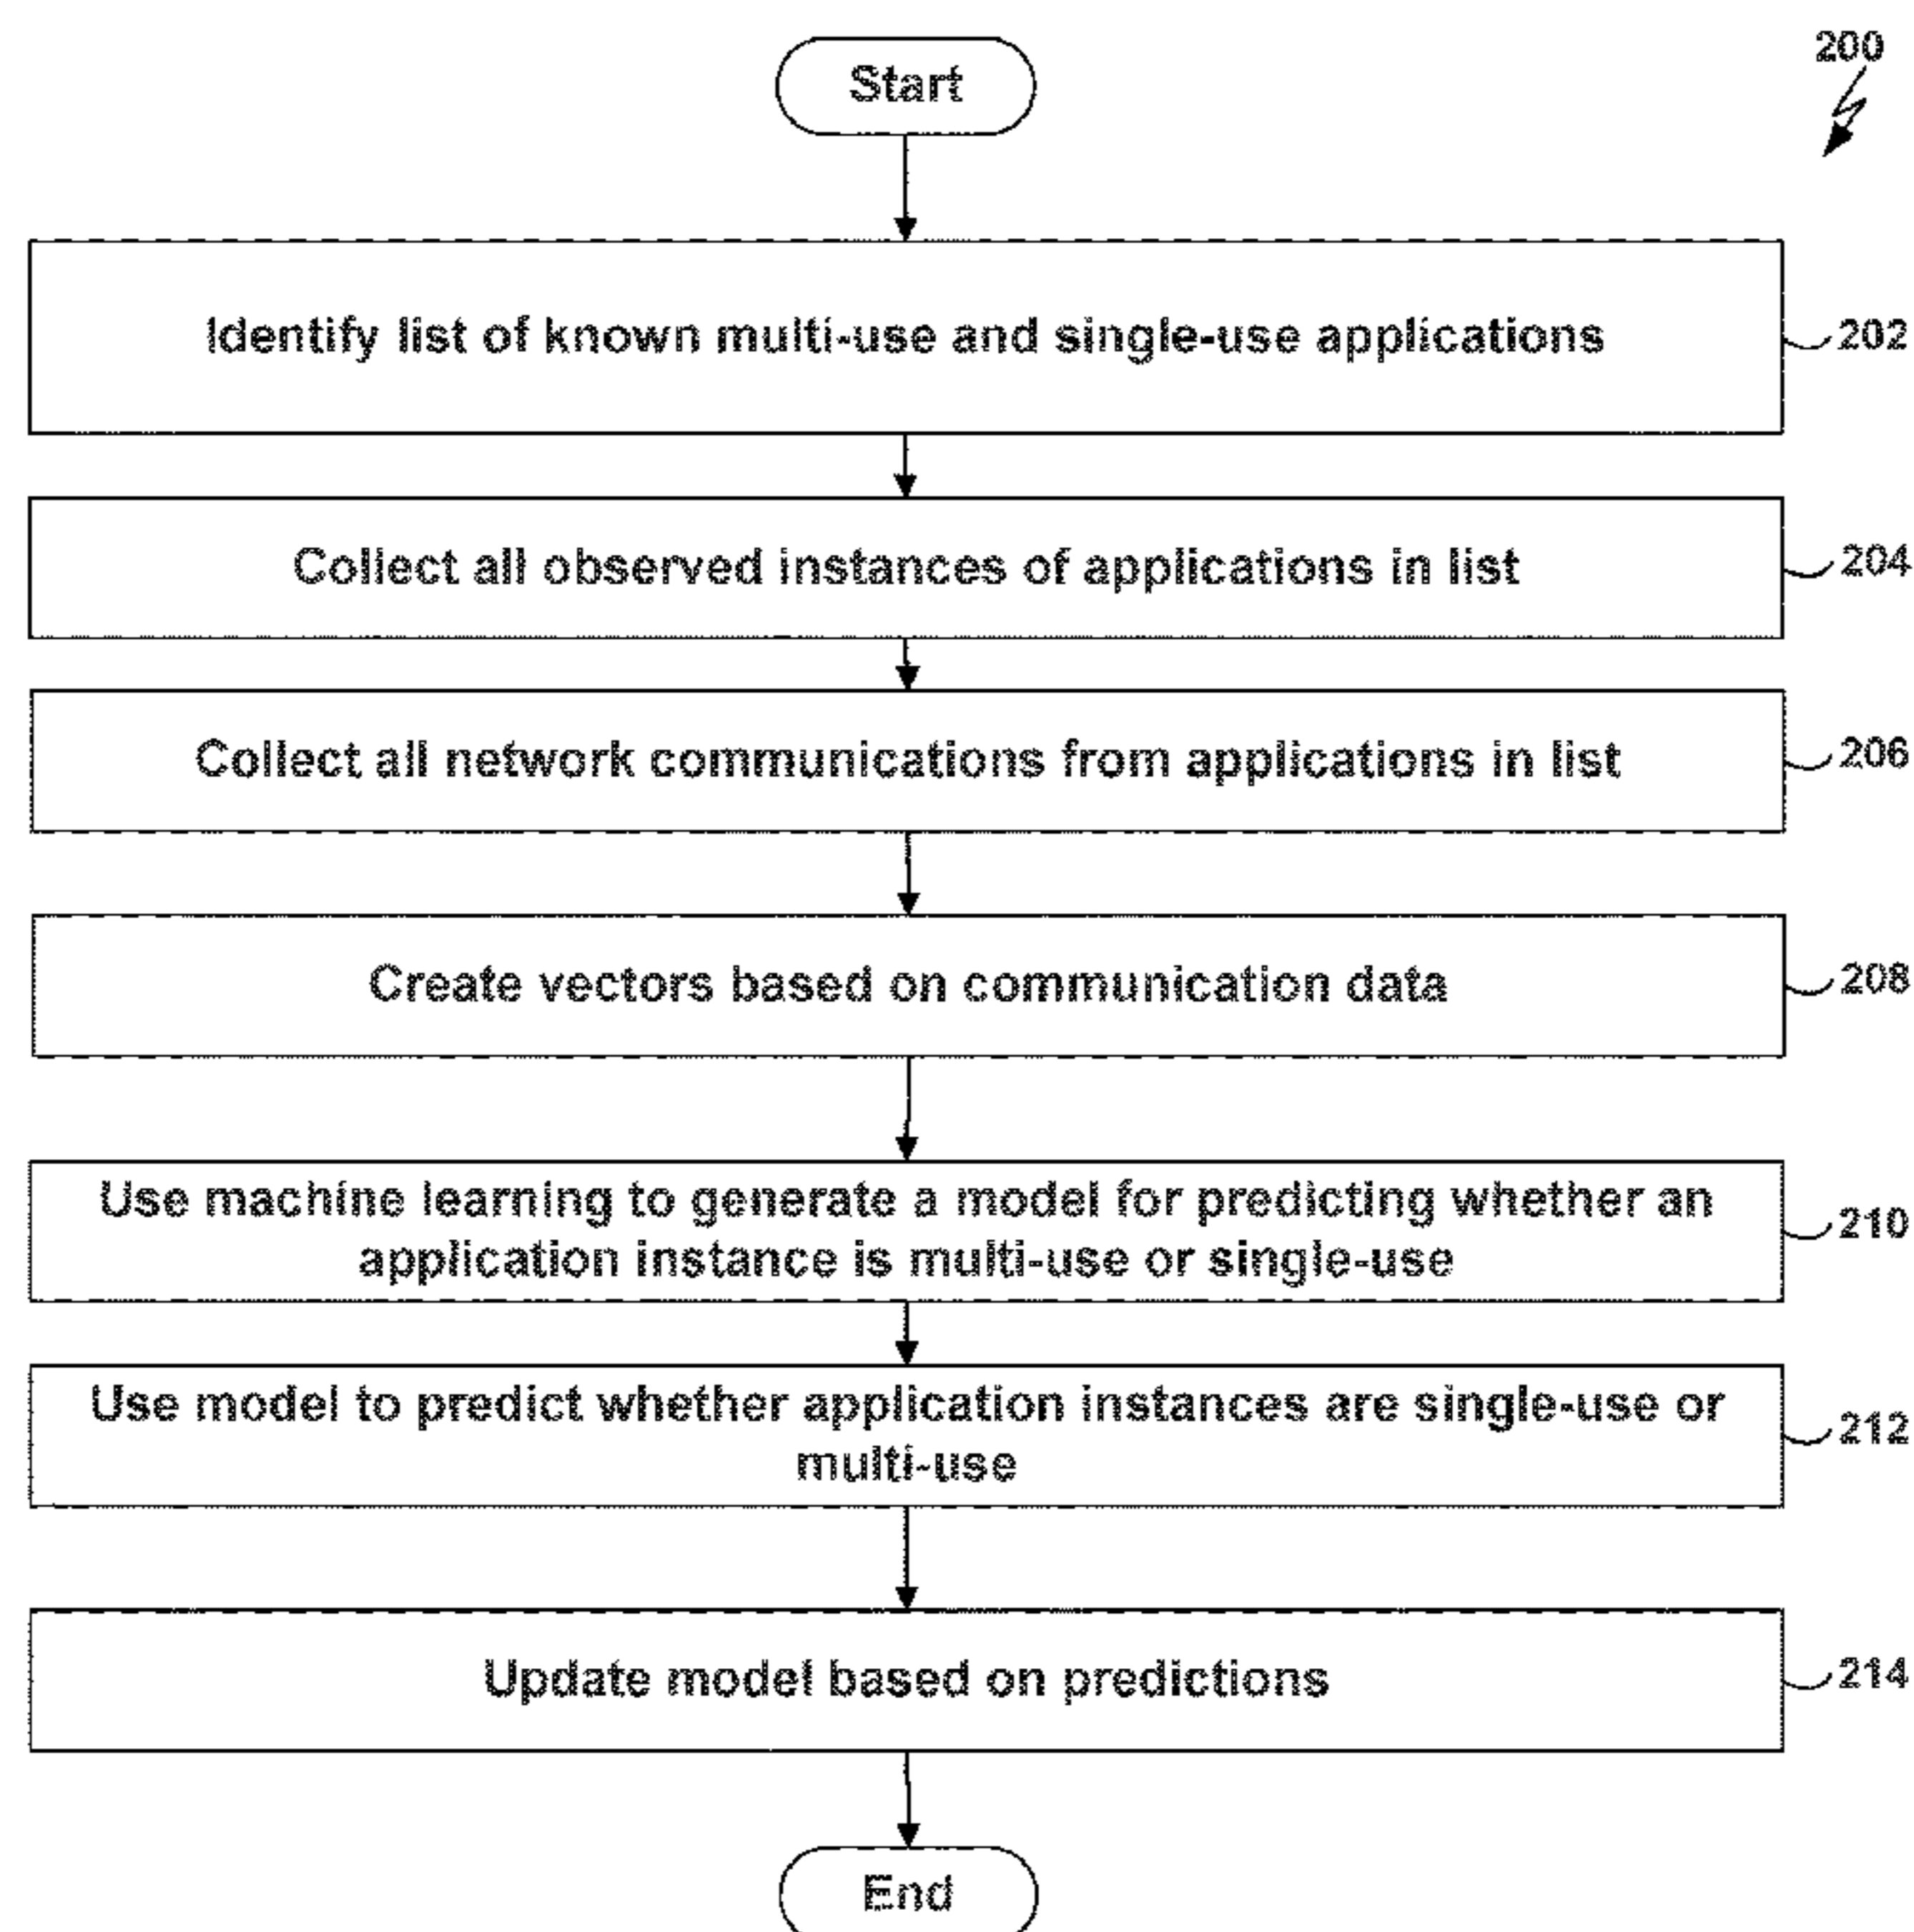 200
Start
Identify list of known multi-use and single-use applications
202
Collect all observed instances of applications in list
204
Collect all network communications from applications in list
206
Create vectors based on communication data
208
Use machine learning to generate a model for predicting whether an
application instance is multi-use or single-use
210
Use model to predict whether application instances are single-use or
multi-use
212
Update model based on predictions
214
End